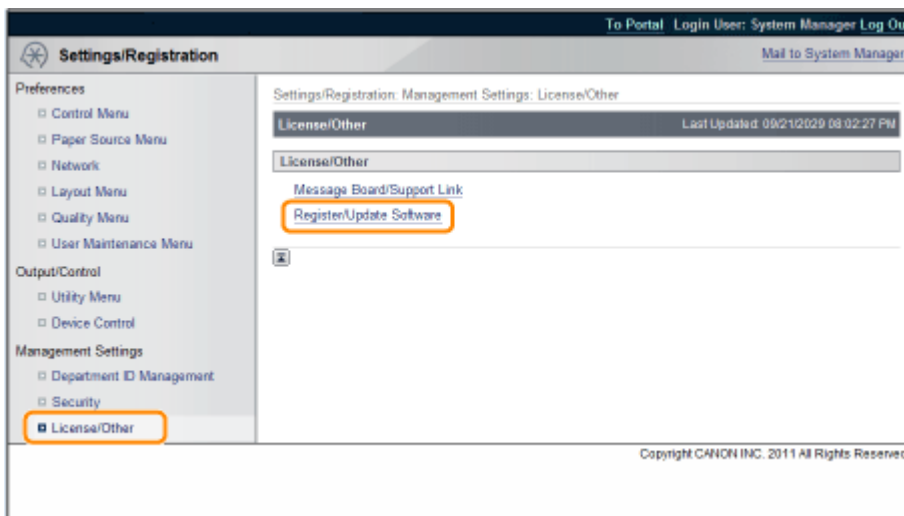 To Portal Login User: System Manager Log Ou
Settings/Registration
Mail to System Manager
Preferences
Control Menu
Paper Source Menu
Network
Layout Menu
Quality Menu
User Maintenance Menu
Output/Control
Utility Menu
Device Control
Management Settings
Department ID Management
Security
License/Other
Settings/Registration: Management Settings: License/Other
License/Other Last Updated: 09/21/2029 08:02:27 PM
License/Other
Message Board/Support Link
Register/Update Software
Copyright CANON INC. 2011 All Rights Reserved